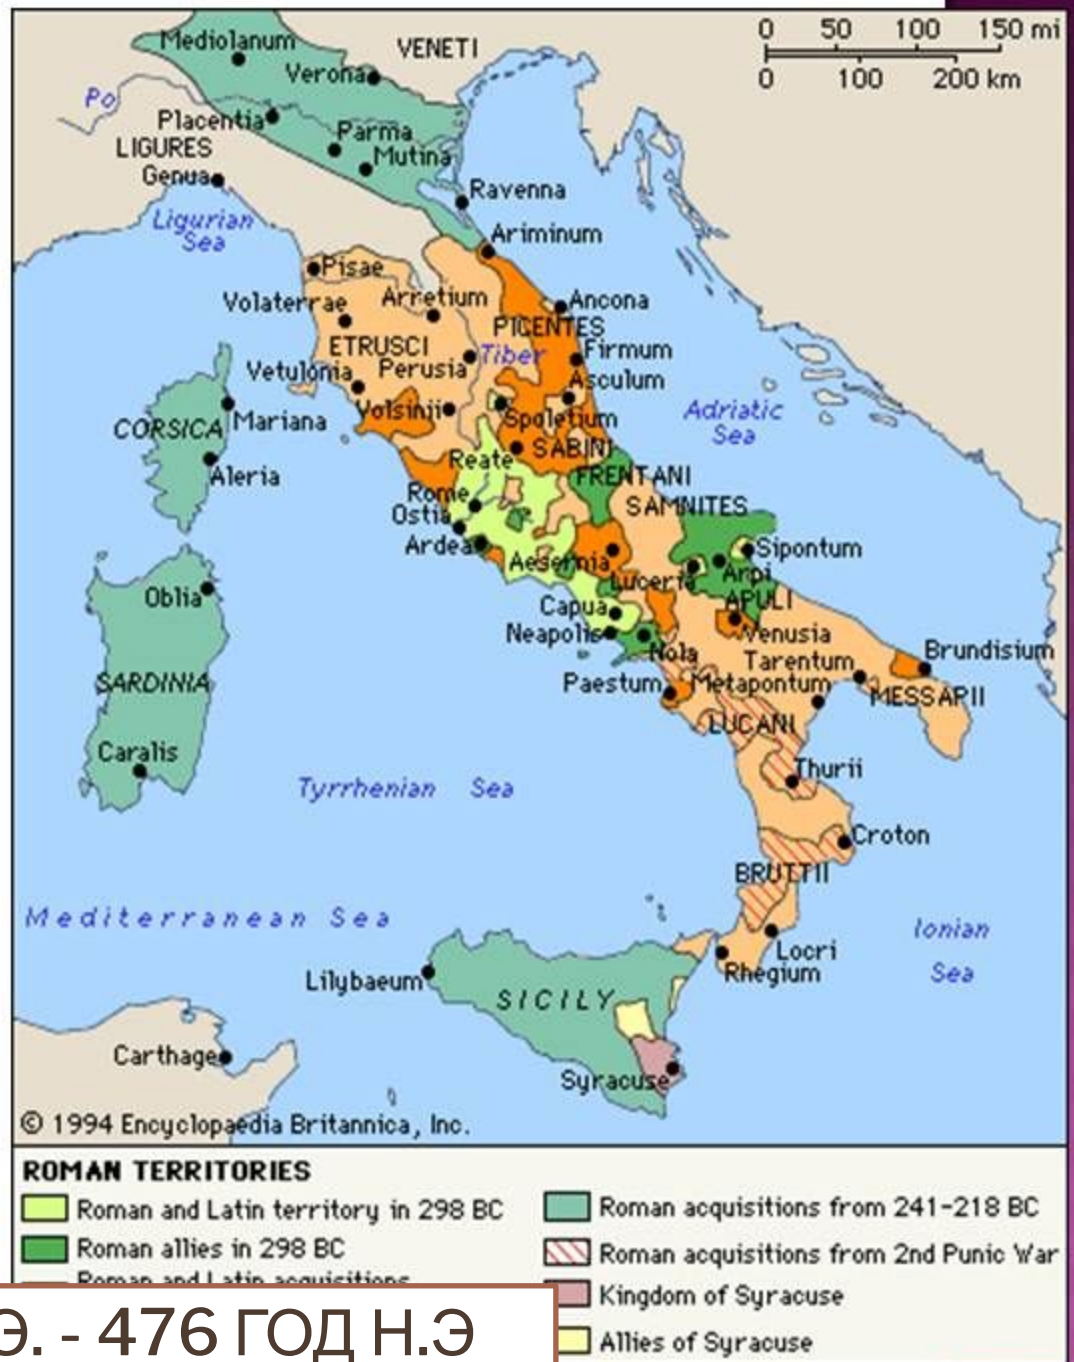 0 50 100 150 mi
0 100 200 km
Mediolanum
VENETI
Verona
Po
Placentia
Parma
LIGURES
Mutina
Genua
Ravenna
Ligurian
Sea
Ariminum
Pisae
Volaterrae
Arretium
Ancona
PICENTES
ETRUSCI
Tiber
Firmum
Vetulonia
Perusia
Asculum
Volsinii
Spoletium
Adriatic
Sea
CORSICA
Mariana
SABINI
Reate
Aleria
FRENTANI
Rome
SAMNITES
Ostia
Ardea
Aesernia
Sipontum
Luceria
Arpi
Oblia
Capua
APULI
Neapolis
Venusia
Nola
Tarentum
Brundisium
SARDINIA
Paestum
Metapontum
MESSAPII
LUCANI
Caralis
Thurii
Tyrrhenian Sea
Croton
BRUTTII
Mediterranean Sea
Ionian
Sea
Locri
Lilybaeum
Rhegium
SICILY
Carthage
Syracuse
© 1994 Encyclopaedia Britannica, Inc.
ROMAN TERRITORIES
Roman and Latin territory in 298 BC
Roman allies in 298 BC
Roman and Latin acquisitions
Roman acquisitions from 241-218 BC
Roman acquisitions from 2nd Punic War
Kingdom of Syracuse
Allies of Syracuse
Э. - 476 ГОД Н.Э